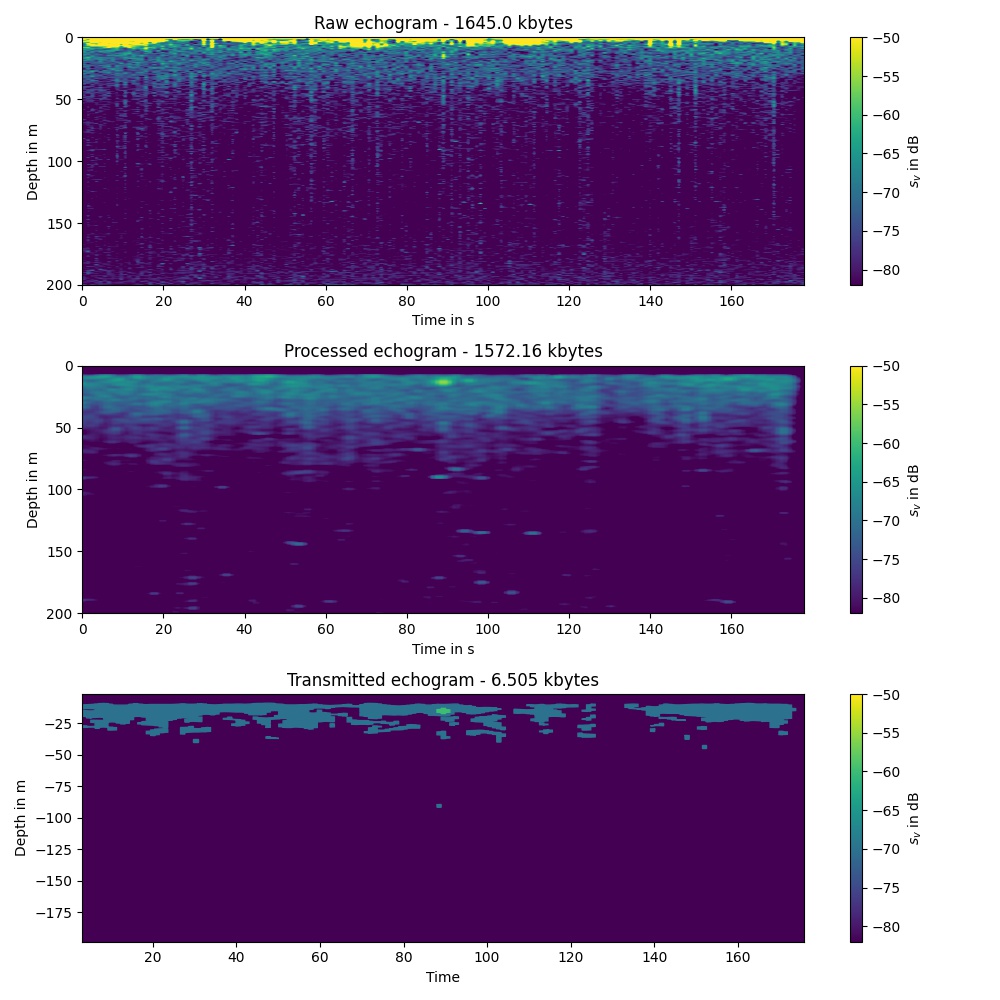 Raw echogram - 1645.0 kbytes
0
50
100
150
200
Depth in m
0 20 40 60 80 100 120 140 160
Time in s
−50
−55
−60
−65
−70
−75
−80
sv in dB
Processed echogram - 1572.16 kbytes
0
50
100
150
200
Depth in m
0 20 40 60 80 100 120 140 160
Time in s
−50
−55
−60
−65
−70
−75
−80
sv in dB
Transmitted echogram - 6.505 kbytes
−25
−50
−75
−100
−125
−150
−175
Depth in m
20 40 60 80 100 120 140 160
Time
−50
−55
−60
−65
−70
−75
−80
sv in dB